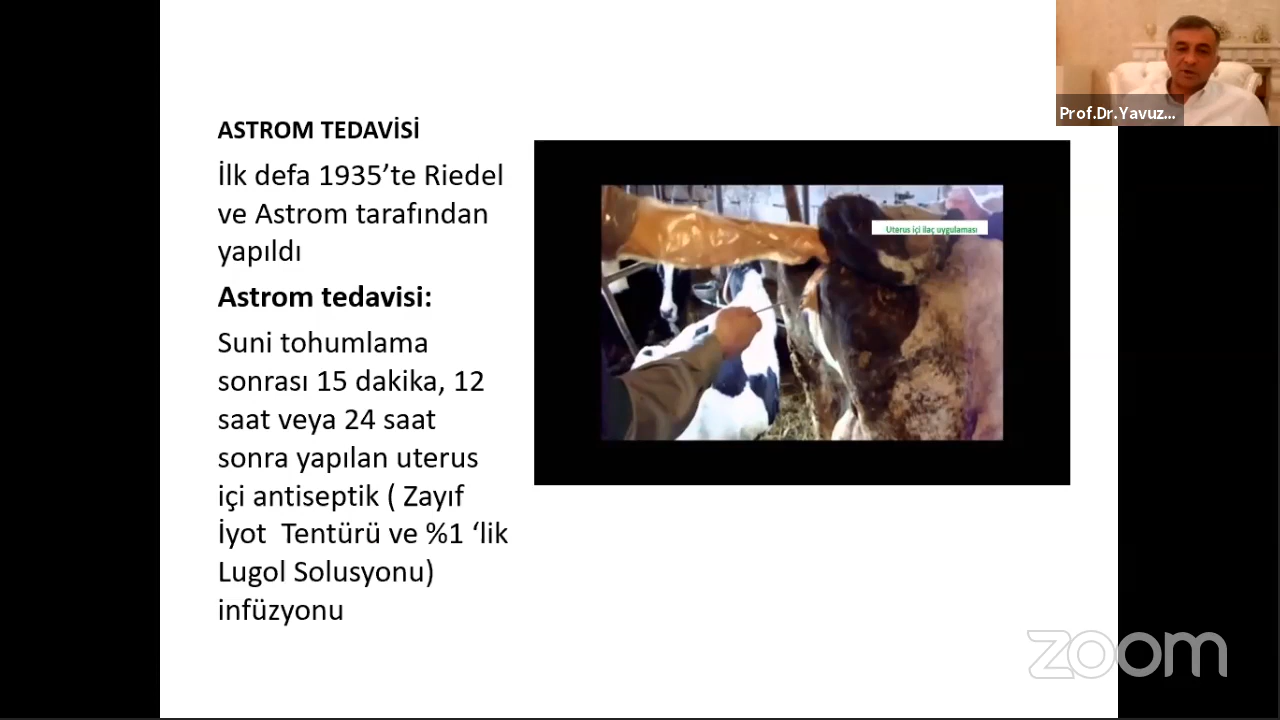 ASTROM TEDAVİSİ
İlk defa 1935’te Riedel
ve Astrom tarafından
yapıldı
Astrom tedavisi:
Suni tohumlama
sonrası 15 dakika, 12
saat veya 24 saat
sonra yapılan uterus
içi antiseptik ( Zayıf
İyot  Tentürü ve %1 ‘lik
Lugol Solusyonu)
infüzyonu
Uterus içi ilaç uygulaması
Prof.Dr.Yavuz...
zoom